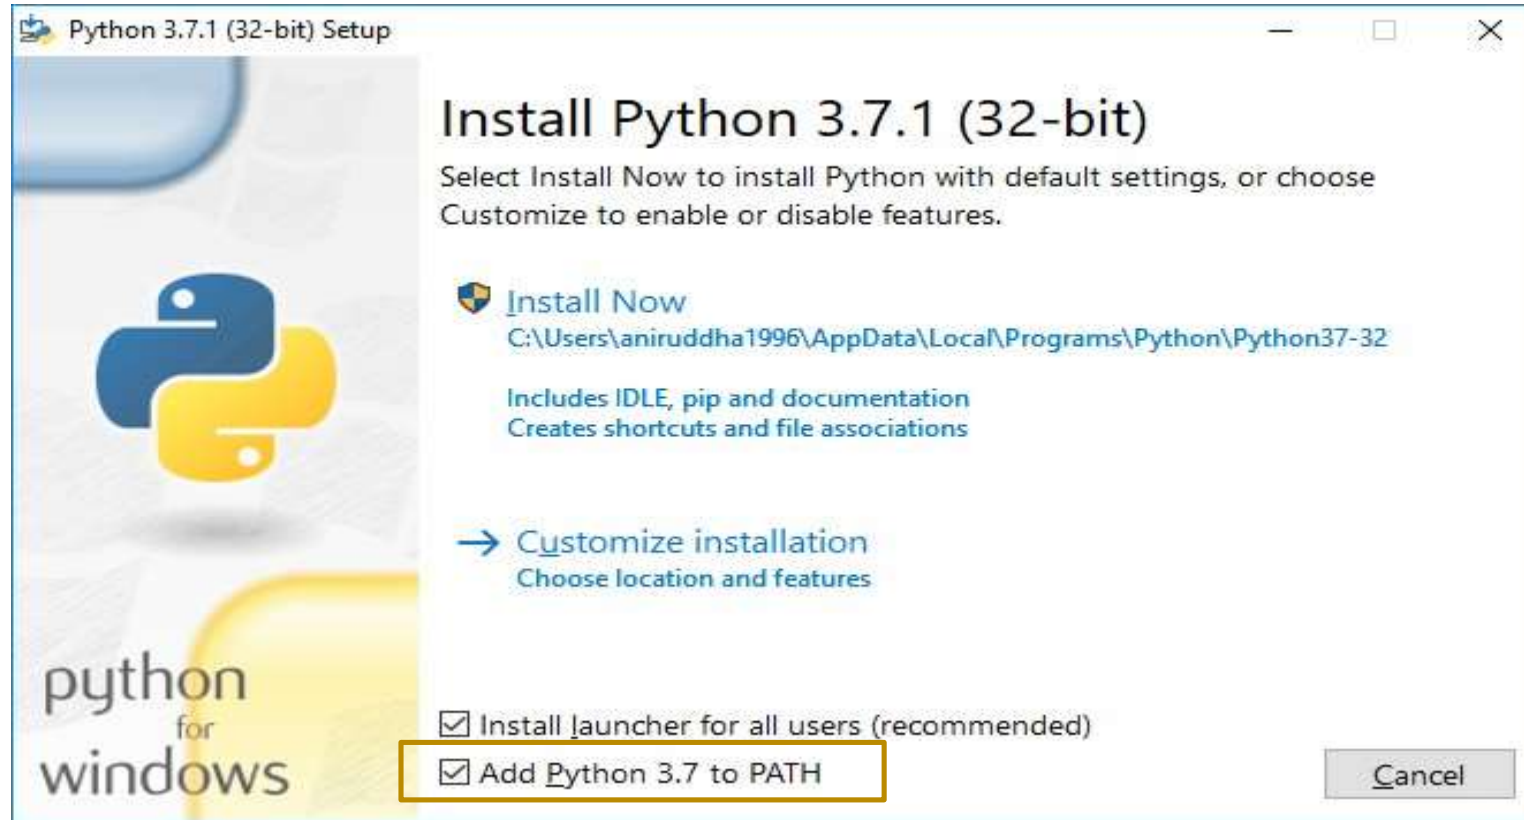 Python 3.7.1 (32-bit) Setup
Install Python 3.7.1 (32-bit)
Select Install Now to install Python with default settings, or choose
Customize to enable or disable features.
Install Now
C:\Users\aniruddha1996\AppData\Local\Programs\Python\Python37-32
Includes IDLE, pip and documentation
Creates shortcuts and file associations
Customize installation
Choose location and features
python
for
windows
Install launcher for all users (recommended)
Add Python 3.7 to PATH
Cancel